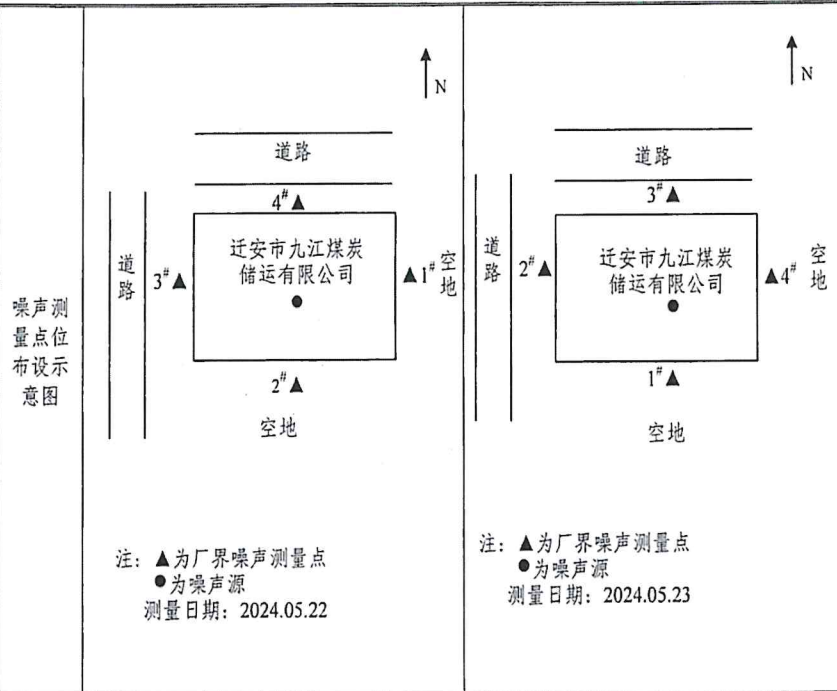 噪声测
量点位
布设示
意图
N
道路
4#▲
道路
3#▲
迁安市九江煤炭
储运有限公司
●
▲1#
空地
2#▲
空地
注：▲为厂界噪声测量点
●为噪声源
测量日期：2024.05.22
N
道路
3#▲
道路
2#▲
迁安市九江煤炭
储运有限公司
●
▲4#
空地
1#▲
空地
注：▲为厂界噪声测量点
●为噪声源
测量日期：2024.05.23